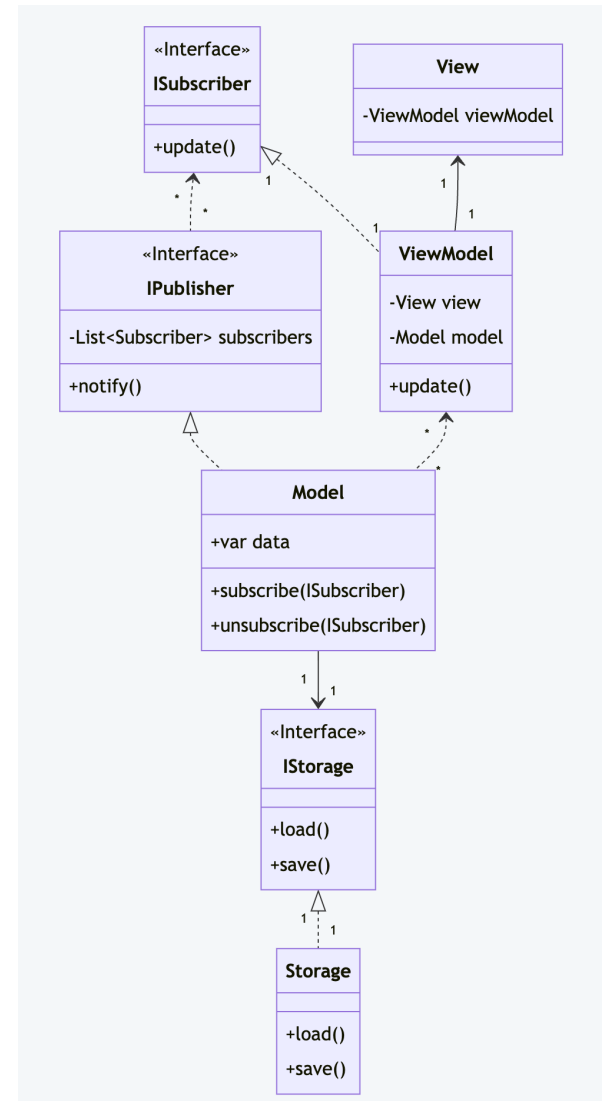 «Interface»
ISubscriber
+update()
View
-ViewModel viewModel
1
1
1
1
*
*
«Interface»
IPublisher
-List<Subscriber> subscribers
+notify()
ViewModel
-View view
-Model model
+update()
*
*
Model
+var data
+subscribe(ISubscriber)
+unsubscribe(ISubscriber)
1
1
«Interface»
IStorage
+load()
+save()
1
1
Storage
+load()
+save()